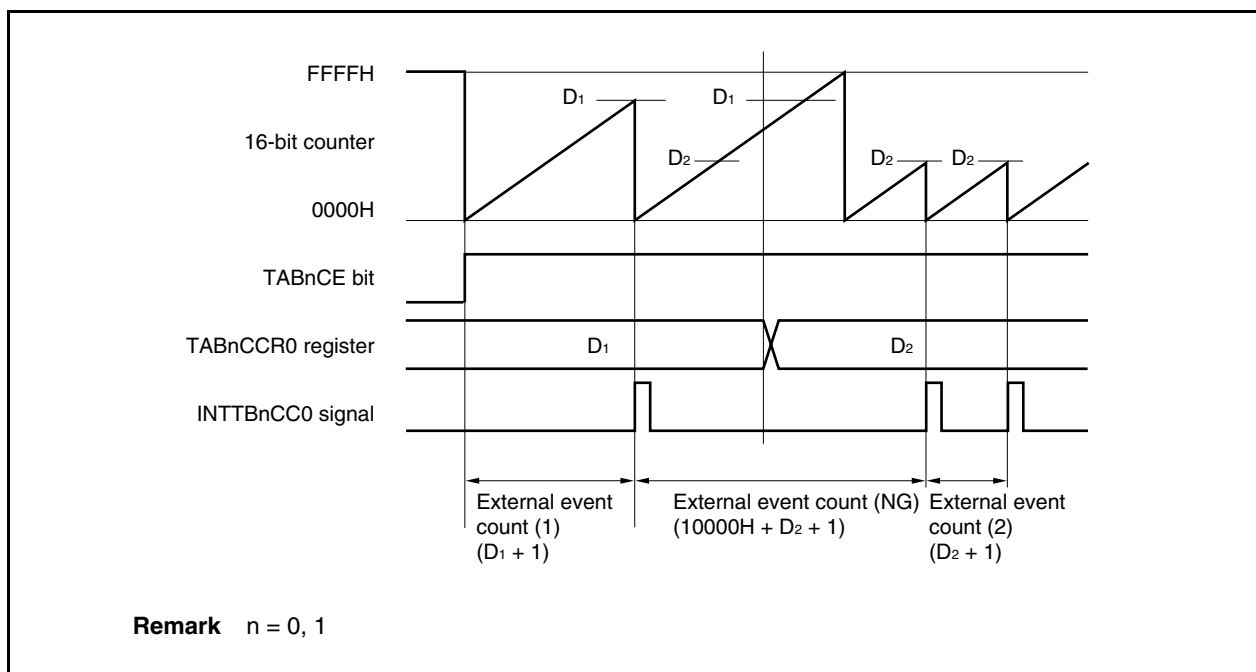 FFFFH
D1
D1
16-bit counter
D2
D2
D2
0000H
TABnCE bit
TABnCCR0 register
D1
D2
INTTBnCC0 signal
External event
count (1)
(D1 + 1)
External event count (NG)
(10000H + D2 + 1)
External event
count (2)
(D2 + 1)
Remark n = 0, 1